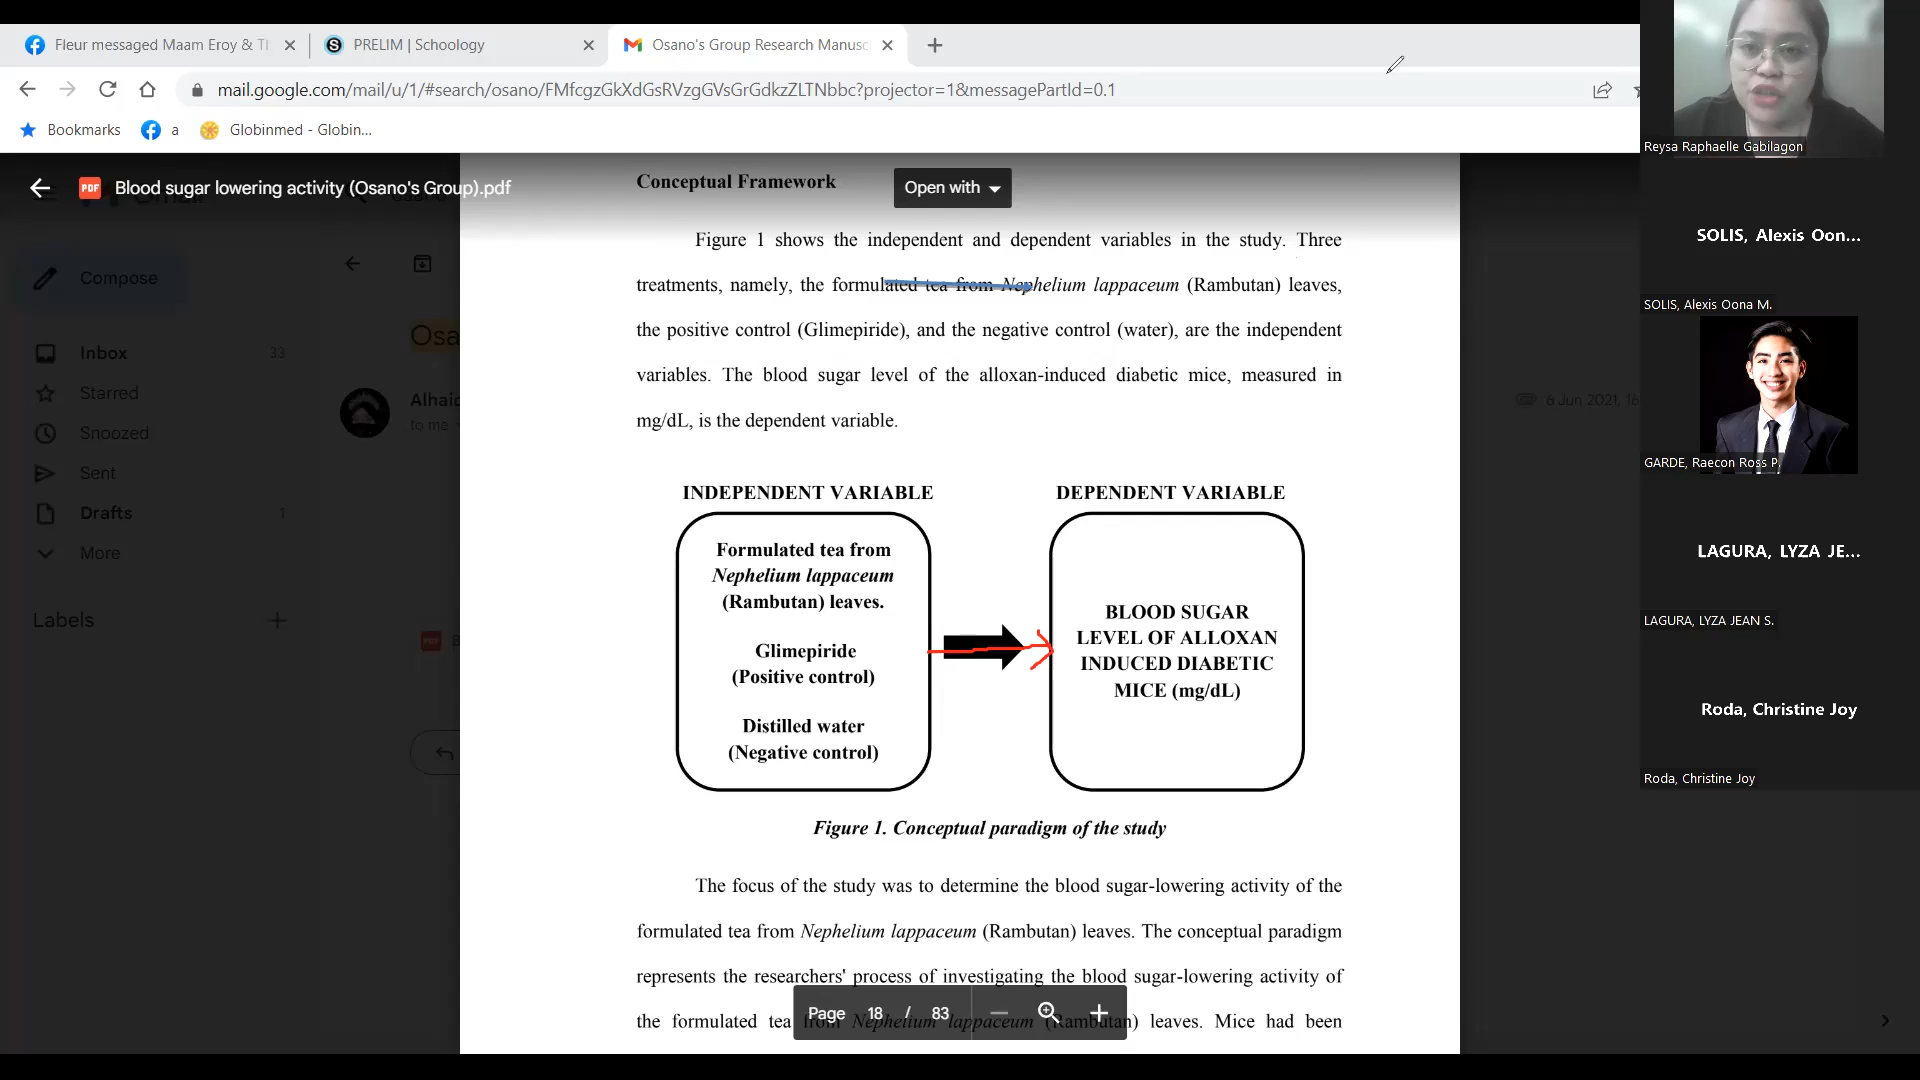 Fleur messaged Maam Eroy & Tl
PRELIM | Schoology
Osano's Group Research Manusc
mail.google.com/mail/u/1/#search/osano/FMfcgzGkXdGsRVzgGVsGrGdkzZLTNbbc?projector=1&messagePartId=0.1
Bookmarks
a
Globinmed - Globin...
PDF
Blood sugar lowering activity (Osano's Group).pdf
Open with
Compose
Inbox 33
Starred
Snoozed
Sent
Drafts 1
More
Labels
Osa
Alhaid
to me
6 Jun 2021, 16
Conceptual Framework
Figure 1 shows the independent and dependent variables in the study. Three
treatments, namely, the formulated tea from Nephelium lappaceum (Rambutan) leaves,
the positive control (Glimepiride), and the negative control (water), are the independent
variables. The blood sugar level of the alloxan-induced diabetic mice, measured in
mg/dL, is the dependent variable.
INDEPENDENT VARIABLE
Formulated tea from
Nephelium lappaceum
(Rambutan) leaves.
Glimepiride
(Positive control)
Distilled water
(Negative control)
DEPENDENT VARIABLE
BLOOD SUGAR
LEVEL OF ALLOXAN
INDUCED DIABETIC
MICE (mg/dL)
Figure 1. Conceptual paradigm of the study
The focus of the study was to determine the blood sugar-lowering activity of the
formulated tea from Nephelium lappaceum (Rambutan) leaves. The conceptual paradigm
represents the researchers' process of investigating the blood sugar-lowering activity of
the formulated tea from Nephelium lappaceum (Rambutan) leaves. Mice had been
Page 18 / 83
Reysa Raphaelle Gabilagon
SOLIS, Alexis Oon...
SOLIS, Alexis Oona M.
GARDE, Raecon Ross P.
LAGURA, LYZA JE...
LAGURA, LYZA JEAN S.
Roda, Christine Joy
Roda, Christine Joy